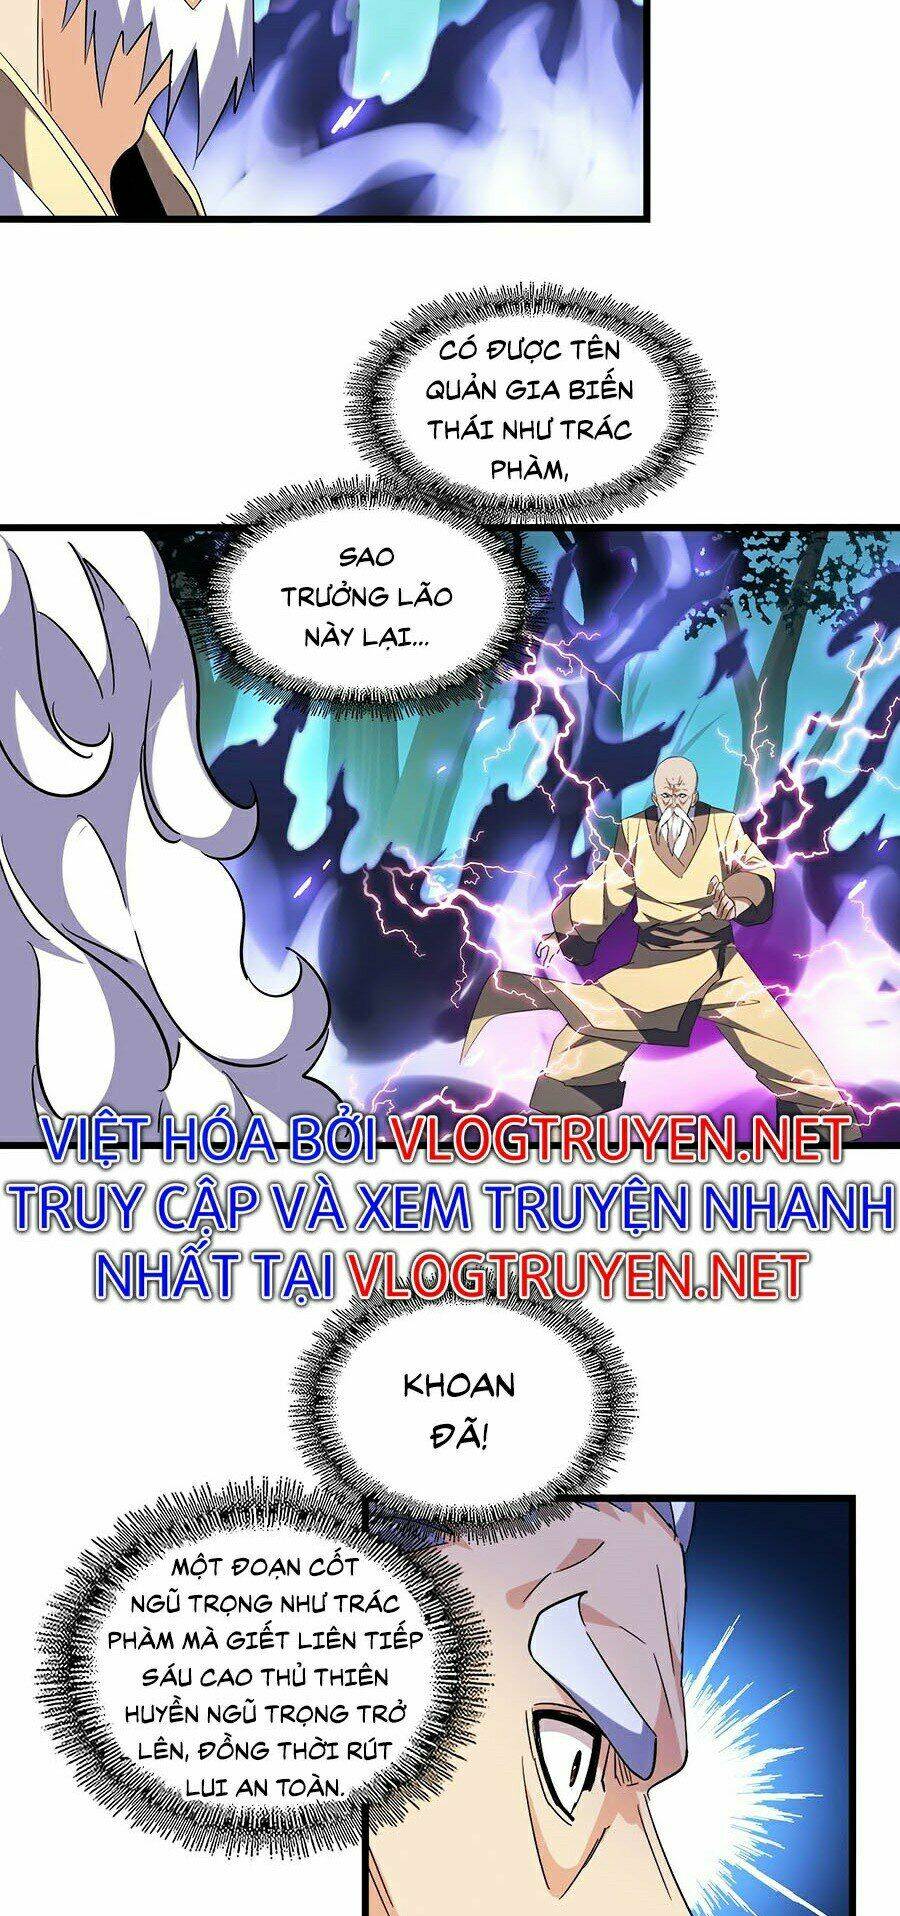 CÓ ĐƯỢC TÊN
QUẢN GIA BIẾN
THÁI NHƯ TRÁC
PHÀM,
SAO
TRƯỞNG LÃO
NÀY LẠI...
VIỆT HÓA BỞI VLOGTRUYEN.NET
TRUY CẬP VÀ XEM TRUYỆN NHANH
NHẤT TẠI VLOGTRUYEN.NET
KHOAN
ĐÃ!
MỘT ĐOẠN CỐT
NGŨ TRỌNG NHƯ TRÁC
PHÀM MÀ GIẾT LIÊN TIẾP
SÁU CAO THỦ THIÊN
HUYỀN NGŨ TRỌNG TRỞ
LÊN, ĐỒNG THỜI RÚT
LUI AN TOÀN.